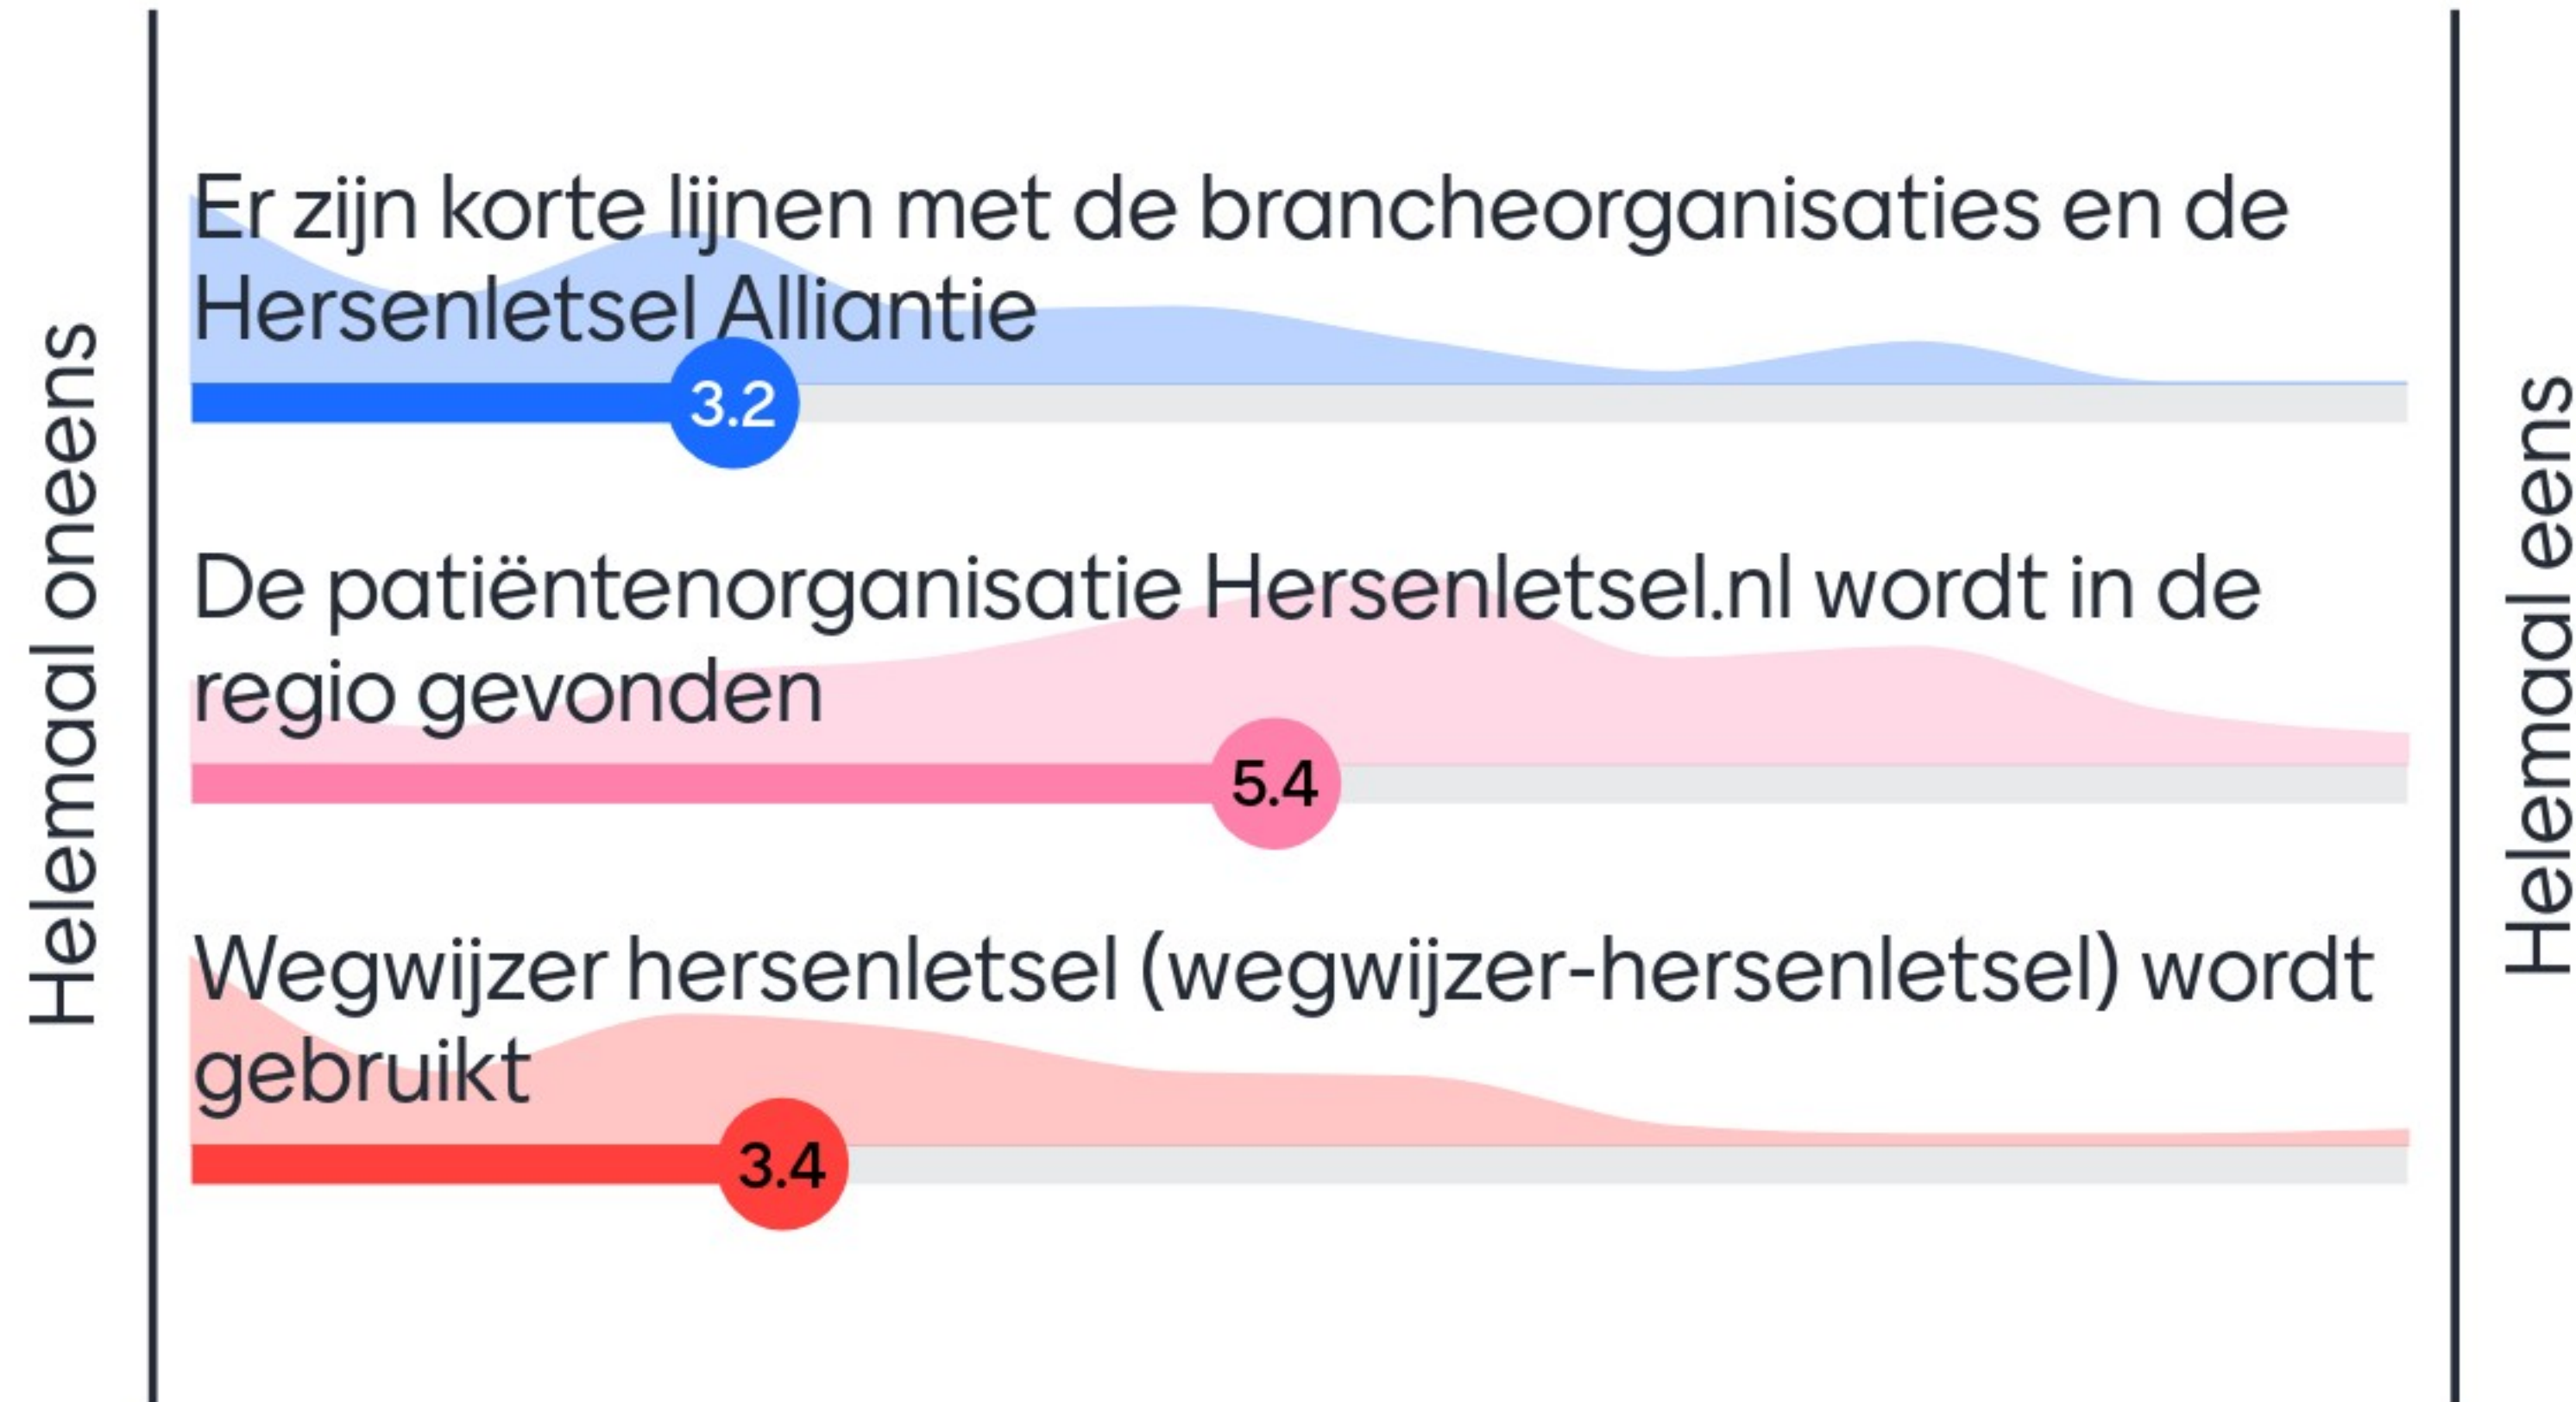 Helemaal oneens
Er zijn korte lijnen met de brancheorganisaties en de
Hersenletsel Alliantie
3.2
De patiëntenorganisatie Hersenletsel.nl wordt in de
regio gevonden
5.4
Wegwijzer hersenletsel (wegwijzer-hersenletsel) wordt
gebruikt
3.4
Helemaal eens